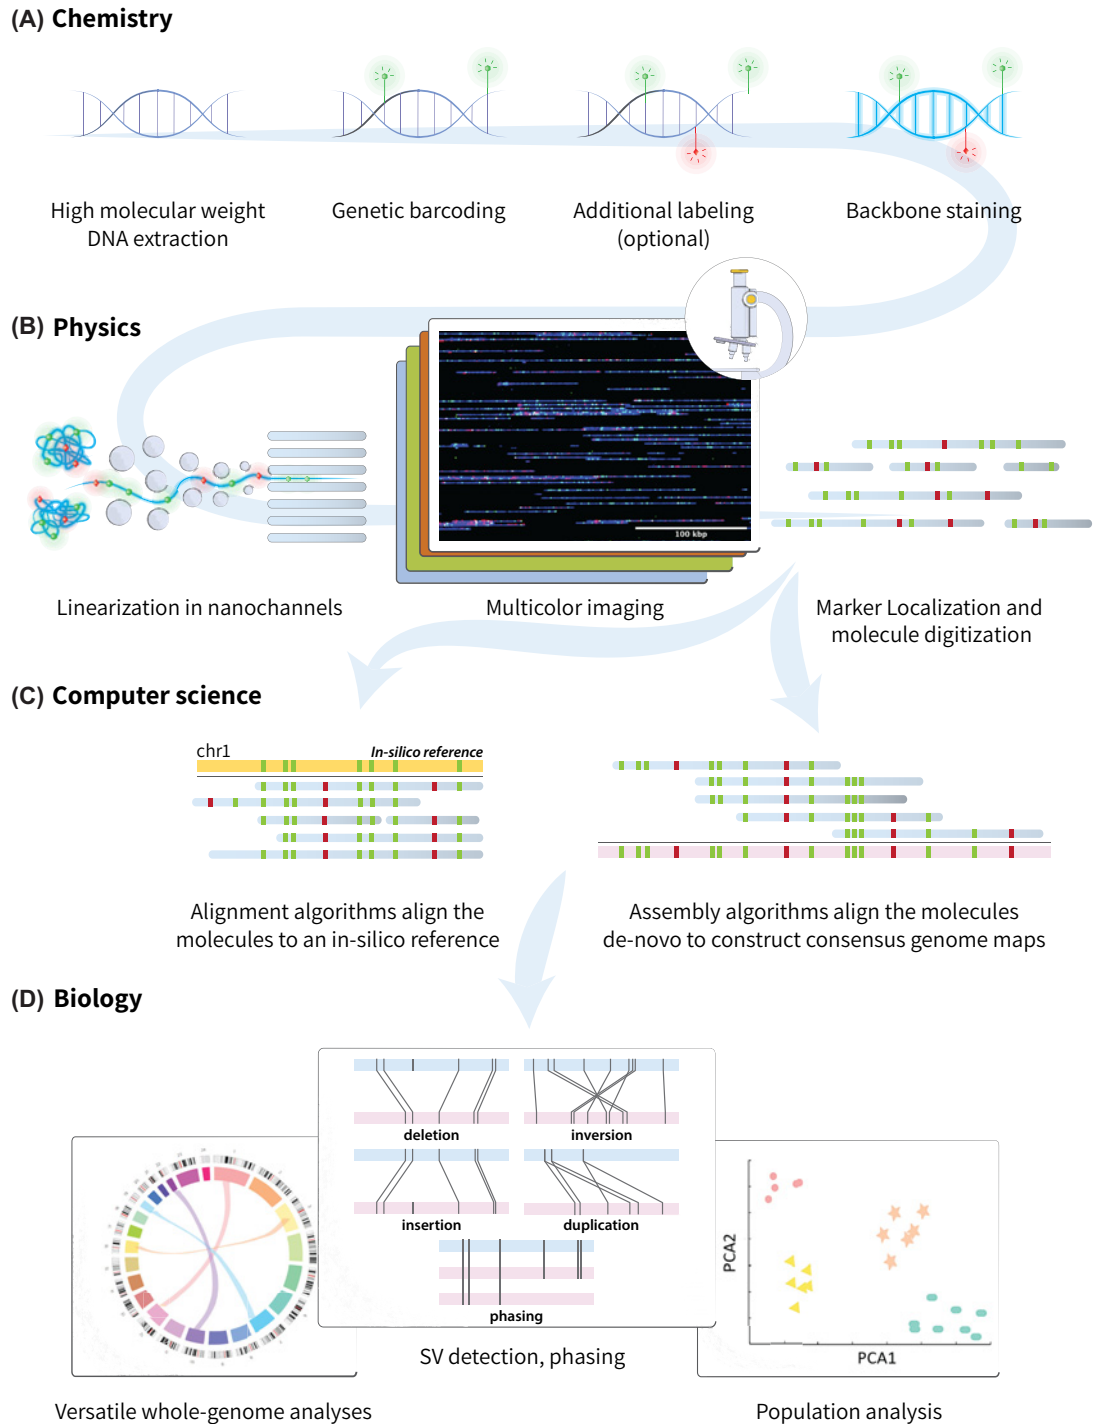 (A) Chemistry
High molecular weight
DNA extraction
Genetic barcoding
Additional labeling
(optional)
Backbone staining
(B) Physics
100 kbp
Linearization in nanochannels
Multicolor imaging
Marker Localization and
molecule digitization
(C) Computer science
chr1
In-silico reference
Alignment algorithms align the
molecules to an in-silico reference
Assembly algorithms align the molecules
de-novo to construct consensus genome maps
(D) Biology
deletion
inversion
insertion
duplication
phasing
SV detection, phasing
Versatile whole-genome analyses
PCA2
PCA1
Population analysis